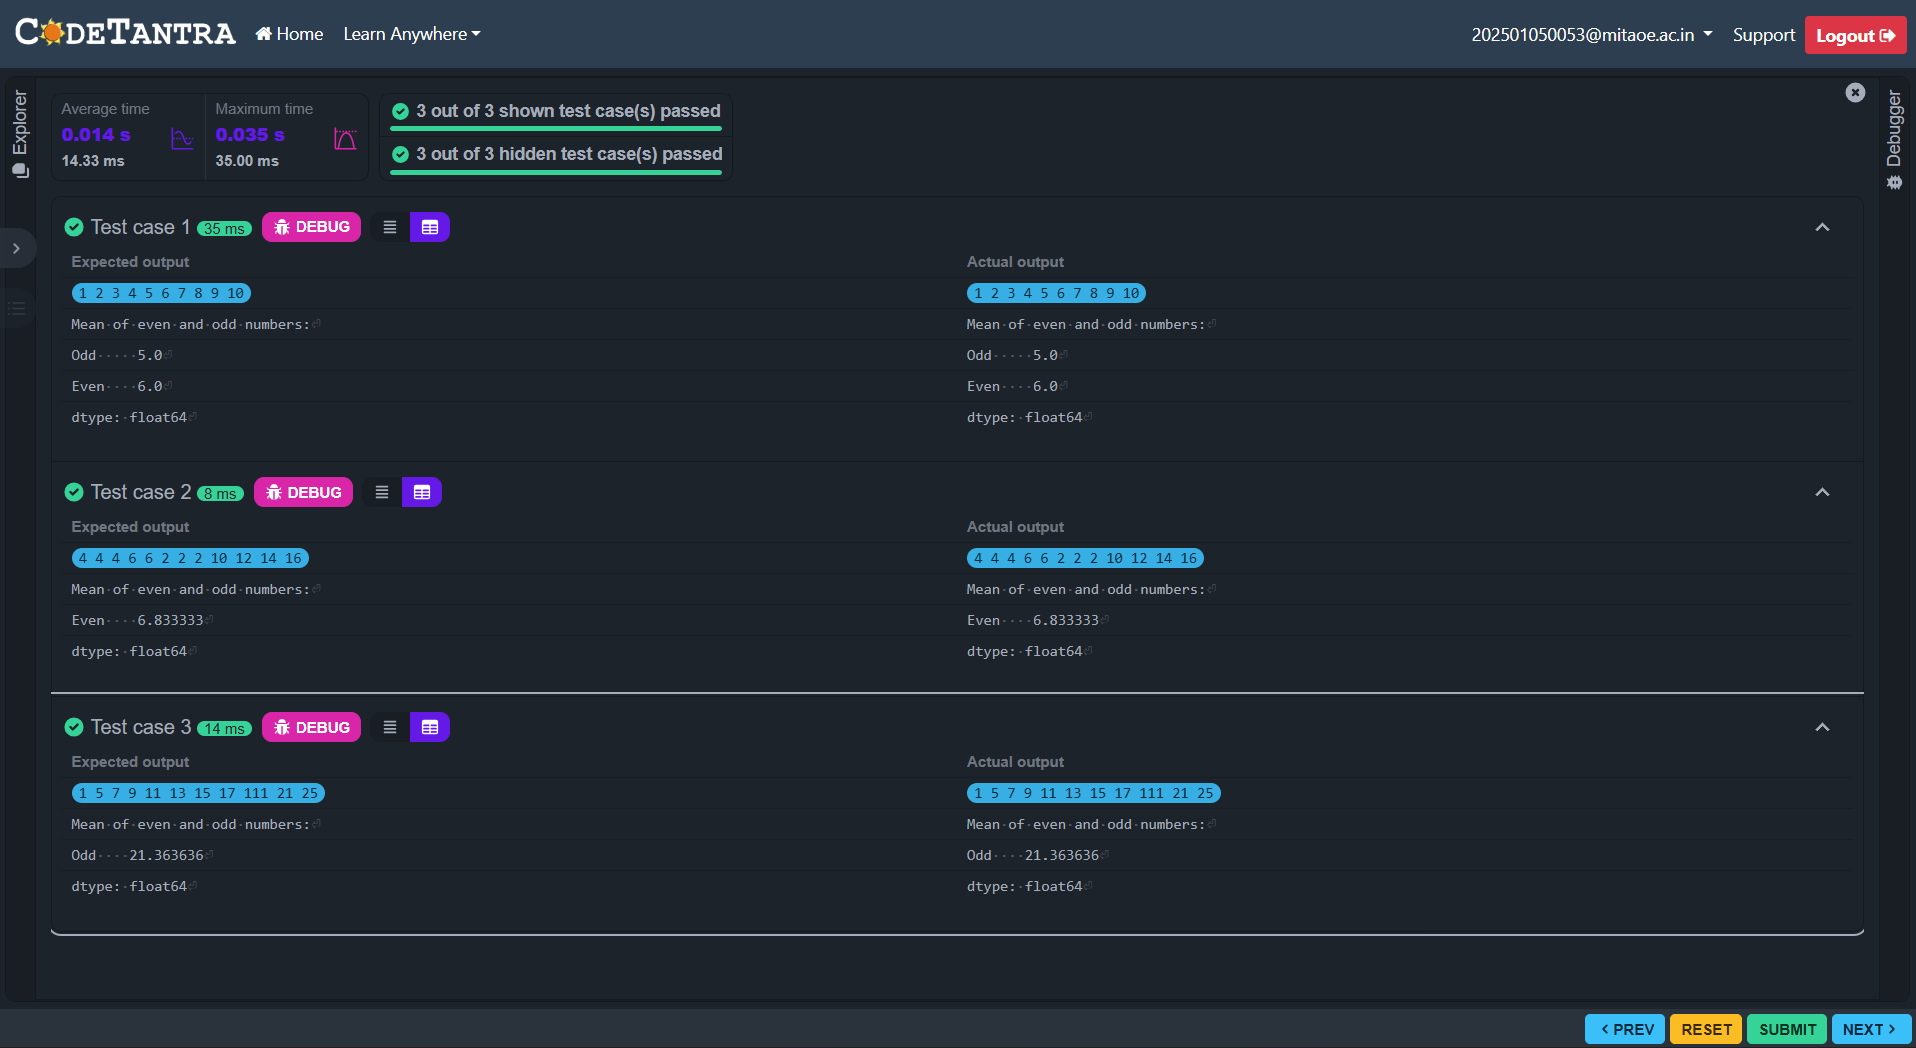 CODETANTRA Home Learn Anywhere 202501050053@mitaoe.ac.in Support Logout
Explorer
Debugger
Average time
0.014 s
14.33 ms
Maximum time
0.035 s
35.00 ms
3 out of 3 shown test case(s) passed
3 out of 3 hidden test case(s) passed
Test case 1 35 ms DEBUG
Expected output Actual output
1 2 3 4 5 6 7 8 9 10 1 2 3 4 5 6 7 8 9 10
Mean·of·even·and·odd·numbers:⏎ Mean·of·even·and·odd·numbers:⏎
Odd·····5.0⏎ Odd·····5.0⏎
Even····6.0⏎ Even····6.0⏎
dtype:·float64⏎ dtype:·float64⏎
Test case 2 8 ms DEBUG
Expected output Actual output
4 4 4 6 6 2 2 2 10 12 14 16 4 4 4 6 6 2 2 2 10 12 14 16
Mean·of·even·and·odd·numbers:⏎ Mean·of·even·and·odd·numbers:⏎
Even····6.833333⏎ Even····6.833333⏎
dtype:·float64⏎ dtype:·float64⏎
Test case 3 14 ms DEBUG
Expected output Actual output
1 5 7 9 11 13 15 17 111 21 25 1 5 7 9 11 13 15 17 111 21 25
Mean·of·even·and·odd·numbers:⏎ Mean·of·even·and·odd·numbers:⏎
Odd····21.363636⏎ Odd····21.363636⏎
dtype:·float64⏎ dtype:·float64⏎
PREV RESET SUBMIT NEXT